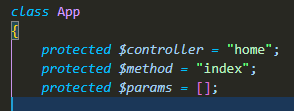 class App
{
protected $controller = "home";
protected $method = "index";
protected $params = [];